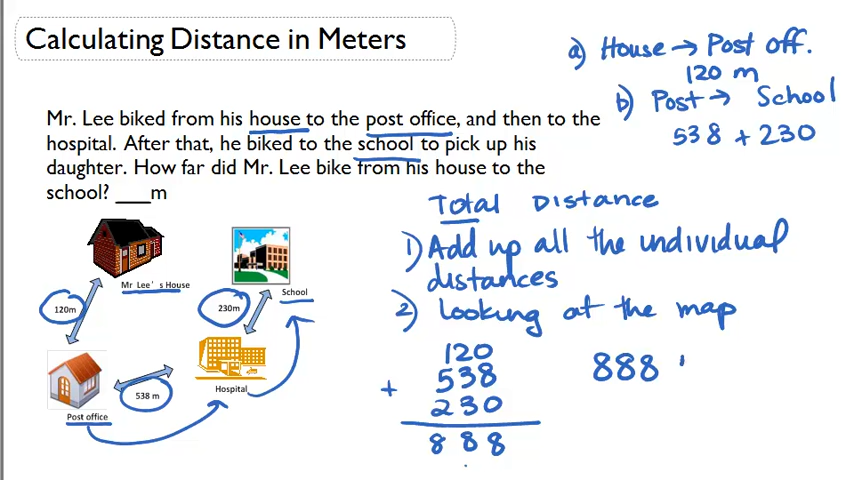 Calculating Distance in Meters
a) House → Post off.
120 m
b) Post → School
538 + 230
Mr. Lee biked from his house to the post office, and then to the
hospital. After that, he biked to the school to pick up his
daughter. How far did Mr. Lee bike from his house to the
school? ___m
Total Distance
1) Add up all the individual
distances
2) Looking at the map
Mr Lee's House
School
120m
230m
Hospital
538 m
Post office
120
538
+
230
888
888